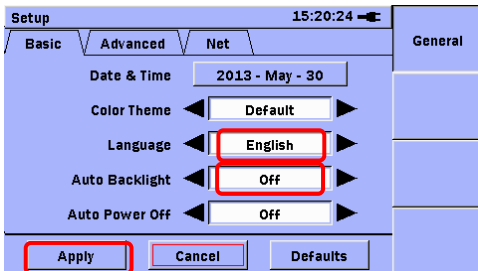 Setup 15:20:24
Basic Advanced Net General
Date & Time 2013 - May - 30
Color Theme Default
Language English
Auto Backlight Off
Auto Power Off Off
Apply Cancel Defaults